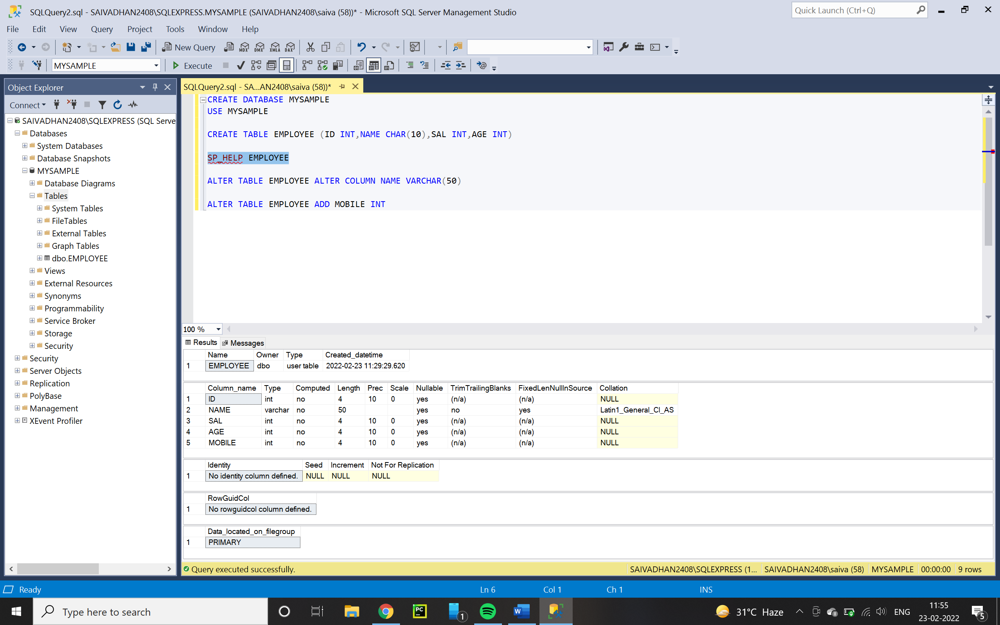 SQLQuery2.sql - SAIVADHAN2408\SQLEXPRESS.MYSAMPLE (SAIVADHAN2408\saiva (58))* - Microsoft SQL Server Management Studio
Quick Launch (Ctrl+Q)
File Edit View Query Project Tools Window Help
New Query MDX DMX XMLA DAX
MYSAMPLE Execute
Object Explorer
Connect
SAIVADHAN2408\SQLEXPRESS (SQL Serve
Databases
System Databases
Database Snapshots
MYSAMPLE
Database Diagrams
Tables
System Tables
FileTables
External Tables
Graph Tables
dbo.EMPLOYEE
Views
External Resources
Synonyms
Programmability
Service Broker
Storage
Security
Security
Server Objects
Replication
PolyBase
Management
XEvent Profiler
SQLQuery2.sql - SA...AN2408\saiva (58))*
CREATE DATABASE MYSAMPLE
USE MYSAMPLE
CREATE TABLE EMPLOYEE (ID INT,NAME CHAR(10),SAL INT,AGE INT)
SP_HELP EMPLOYEE
ALTER TABLE EMPLOYEE ALTER COLUMN NAME VARCHAR(50)
ALTER TABLE EMPLOYEE ADD MOBILE INT
100 %
Results Messages
Name Owner Type Created_datetime
1 EMPLOYEE dbo user table 2022-02-23 11:29:29.620
Column_name Type Computed Length Prec Scale Nullable TrimTrailingBlanks FixedLenNullInSource Collation
1 ID int no 4 10 0 yes (n/a) (n/a) NULL
2 NAME varchar no 50 yes no yes Latin1_General_CI_AS
3 SAL int no 4 10 0 yes (n/a) (n/a) NULL
4 AGE int no 4 10 0 yes (n/a) (n/a) NULL
5 MOBILE int no 4 10 0 yes (n/a) (n/a) NULL
Identity Seed Increment Not For Replication
1 No identity column defined. NULL NULL NULL
RowGuidCol
1 No rowguidcol column defined.
Data_located_on_filegroup
1 PRIMARY
Query executed successfully. SAIVADHAN2408\SQLEXPRESS (1... SAIVADHAN2408\saiva (58) MYSAMPLE 00:00:00 9 rows
Ready Ln 6 Col 1 Ch 1 INS
Type here to search
PC
1
W
31°C Haze
ENG
11:55
23-02-2022
5